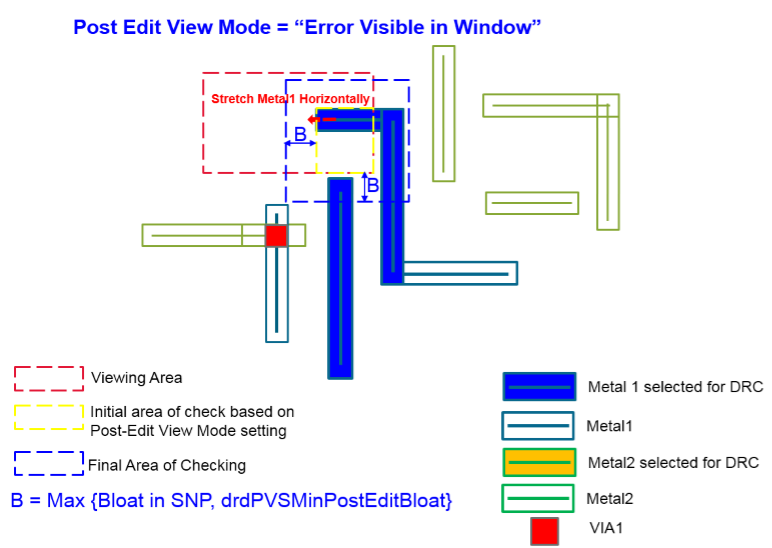 Post Edit View Mode = “Error Visible in Window”
Stretch Metal1 Horizontally
B
B
Viewing Area
Initial area of check based on
Post-Edit View Mode setting
Final Area of Checking
B = Max {Bloat in SNP, drdPVSMinPostEditBloat}
Metal 1 selected for DRC
Metal1
Metal2 selected for DRC
Metal2
VIA1